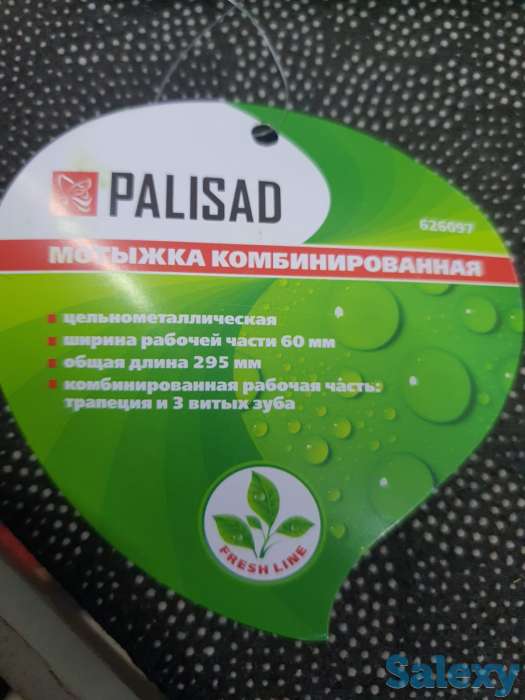 PALISAD
626697
МОТЫЖКА КОМБИНИРОВАННАЯ
цельнометаллическая
ширина рабочей части 60 мм
общая длина 295 мм
комбинированная рабочая часть:
трапеция и 3 витых зуба
FRESH LINE
Salexy